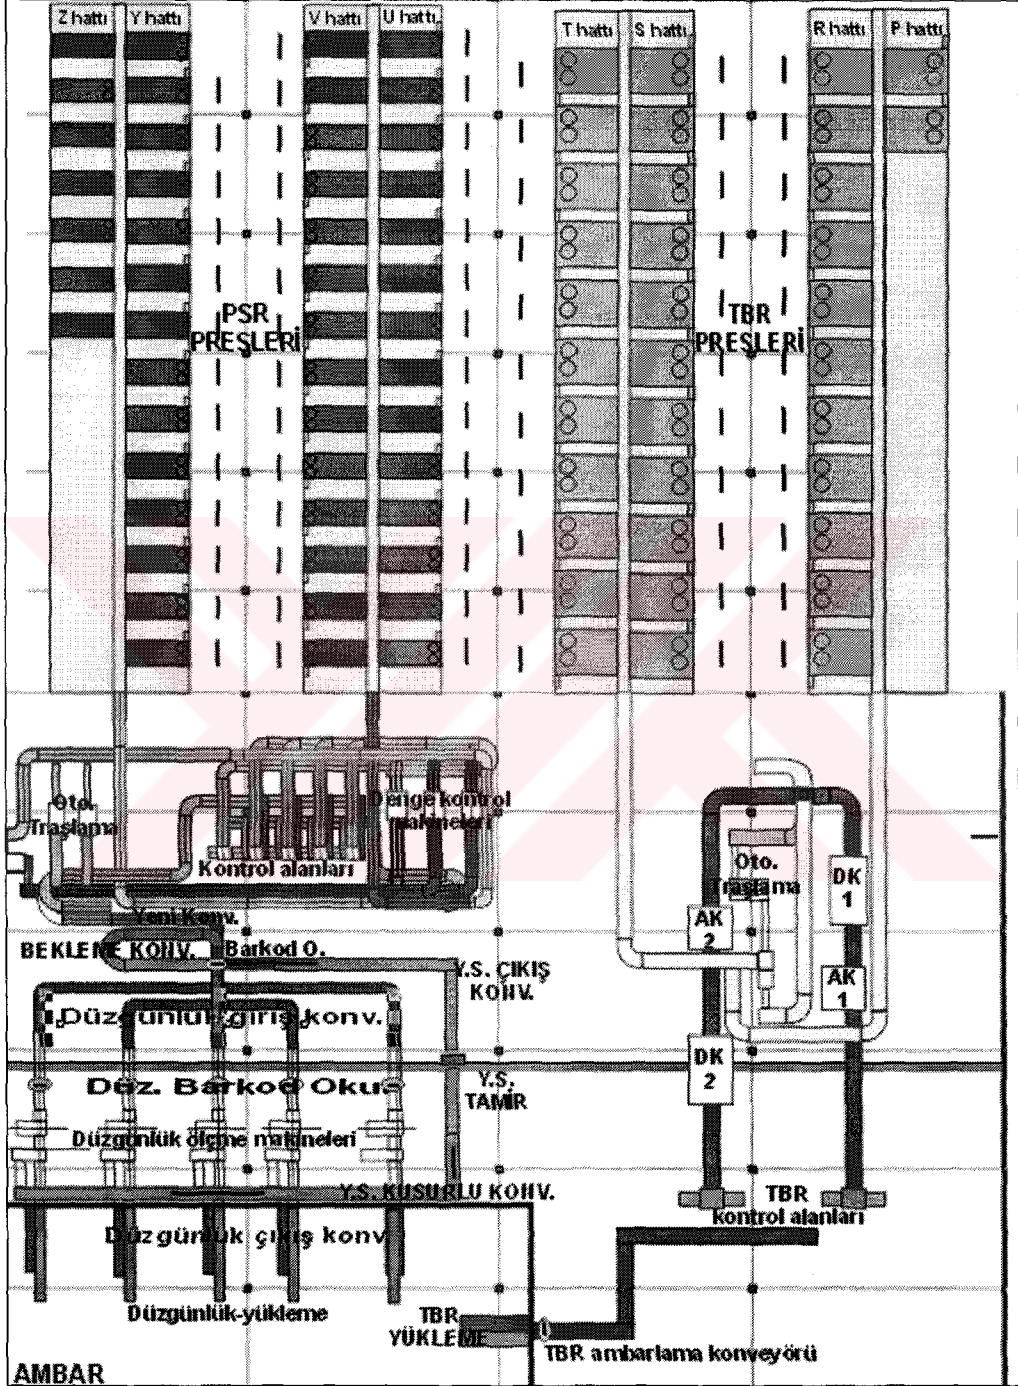 Z hattı Y hattı V hattı U hattı T hattı S hattı R hattı P hattı
PSR
PRESLERİ
TBR
PRESLERİ
Oto.
Traşlama
Denge kontrol
makineleri
Kontrol alanları
Oto.
Traşlama
DK
1
AK
2
AK
1
DK
2
Yeni Konv.
BEKLEME KONV. Barkod O.
Y.S. ÇIKIŞ
KONV.
Düzgünlük giriş konv.
Düz. Barkod Oku.
Y.S.
TAMİR
Düzgünlük ölçme makineleri
Y.S. KUSURLU KONV.
TBR
kontrol alanları
Düzgünlük çıkış konv
Düzgünlük-yükleme
TBR
YÜKLEME
TBR ambarlama konveyörü
AMBAR